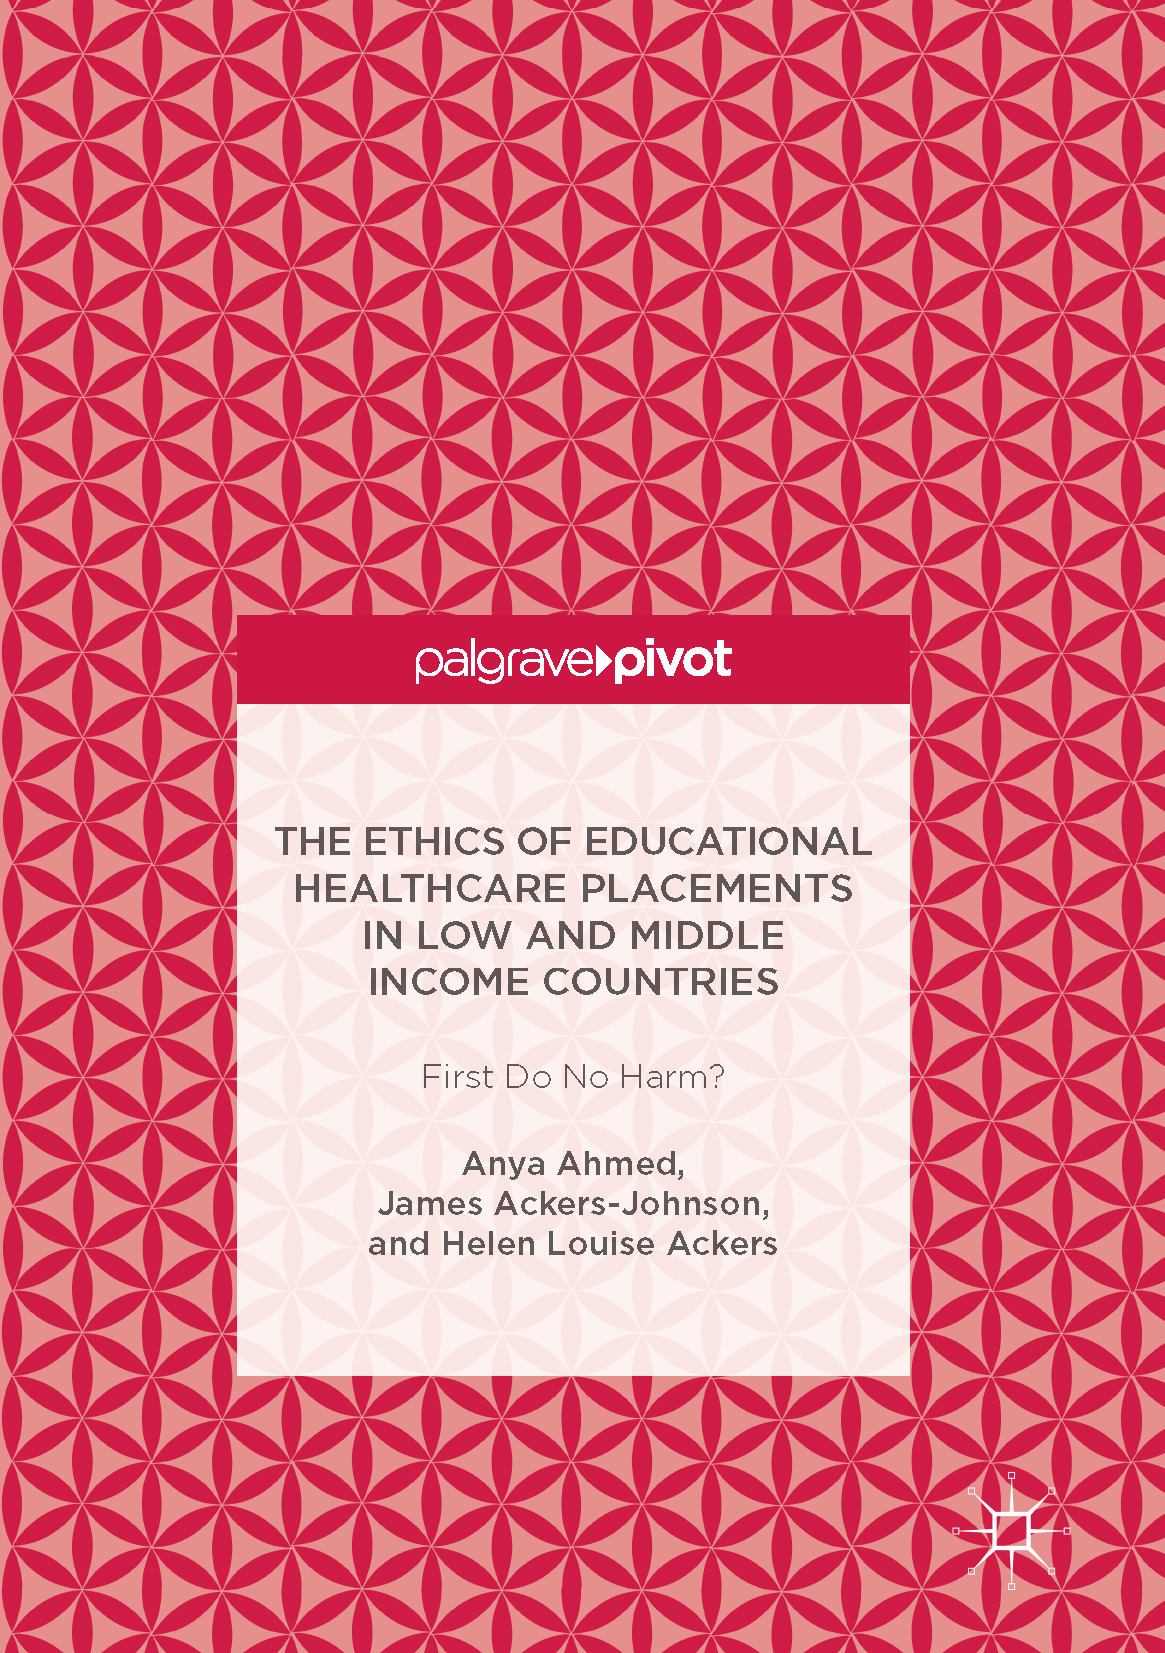 palgrave pivot
THE ETHICS OF EDUCATIONAL
HEALTHCARE PLACEMENTS
IN LOW AND MIDDLE
INCOME COUNTRIES
First Do No Harm?
Anya Ahmed,
James Ackers-Johnson,
and Helen Louise Ackers